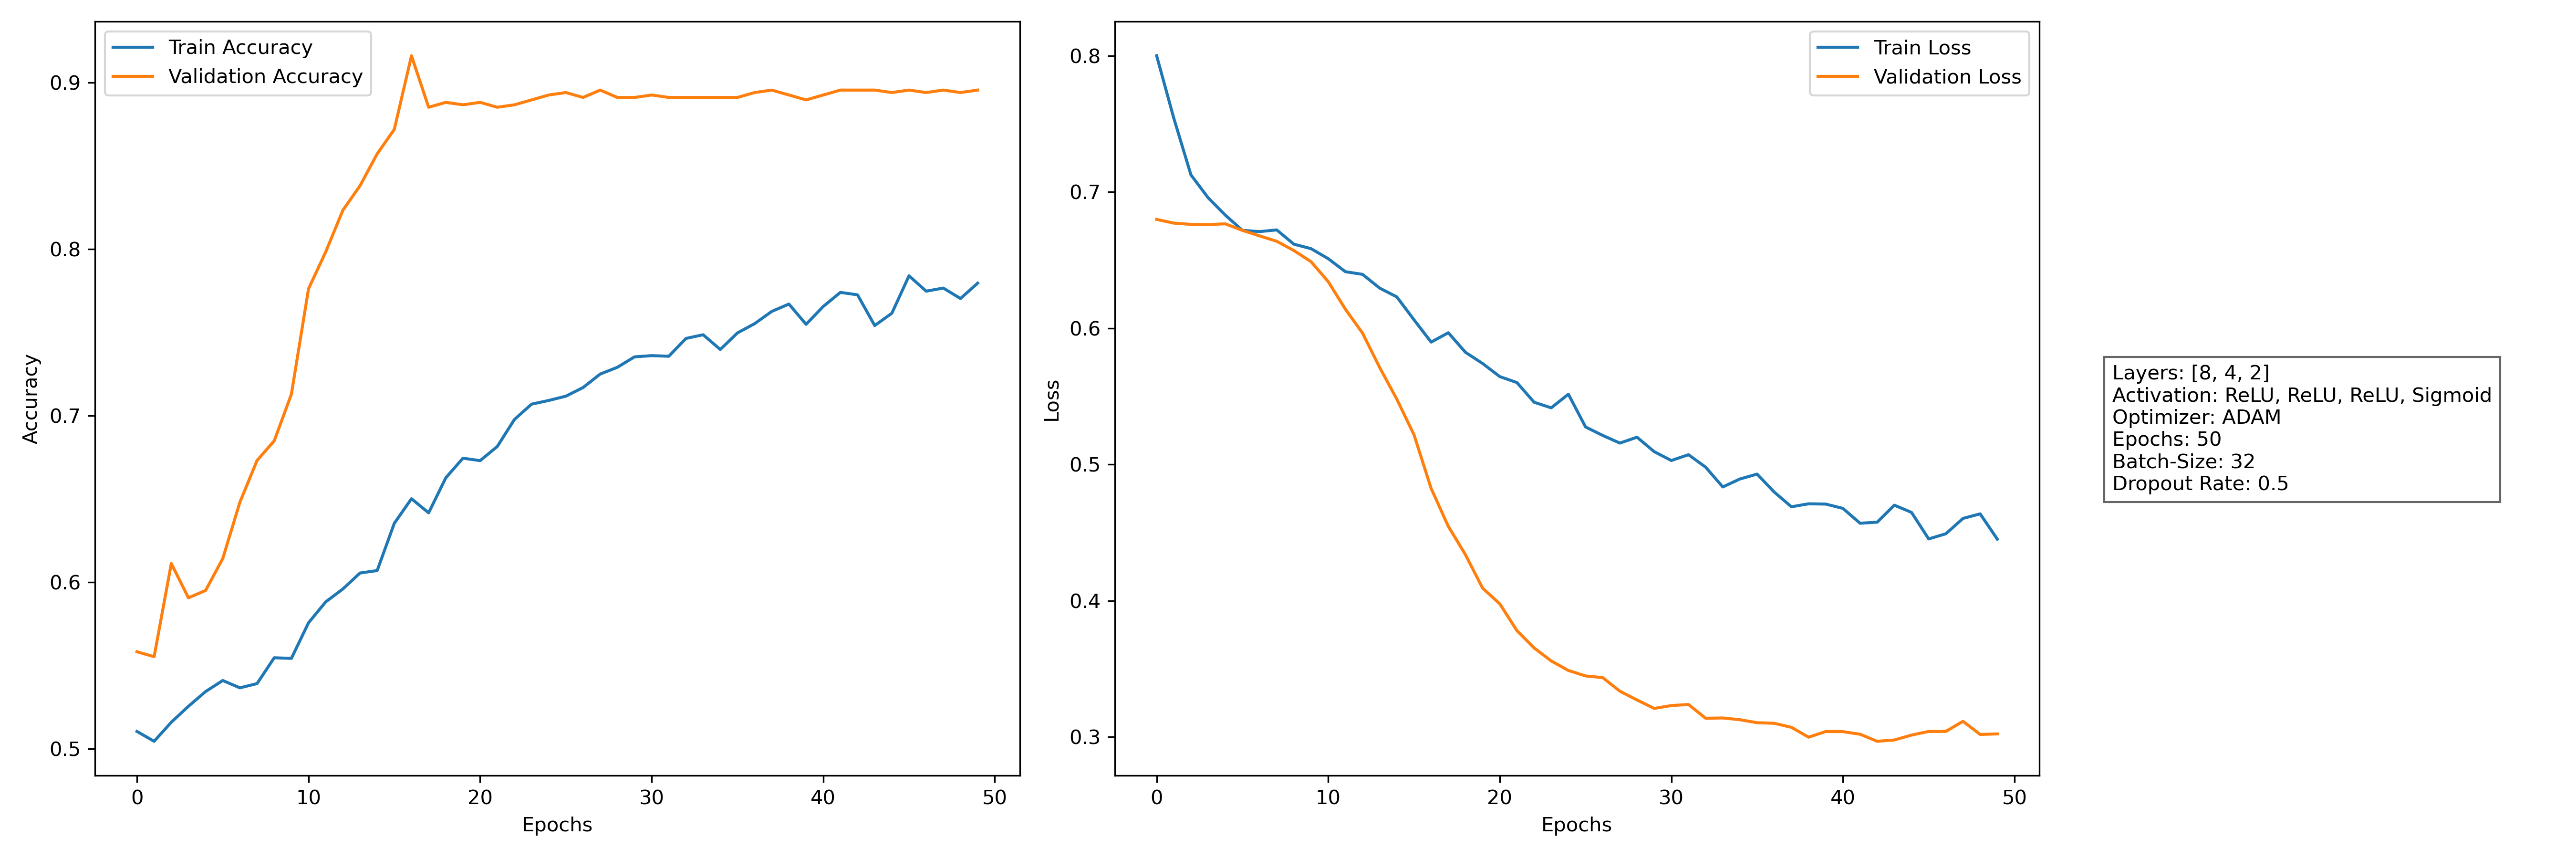 Train Accuracy
Validation Accuracy
0.9
0.8
0.7
0.6
0.5
Accuracy
0
10
20
30
40
50
Epochs
Train Loss
Validation Loss
0.8
0.7
0.6
0.5
0.4
0.3
Loss
0
10
20
30
40
50
Epochs
Layers: [8, 4, 2]
Activation: ReLU, ReLU, ReLU, Sigmoid
Optimizer: ADAM
Epochs: 50
Batch-Size: 32
Dropout Rate: 0.5